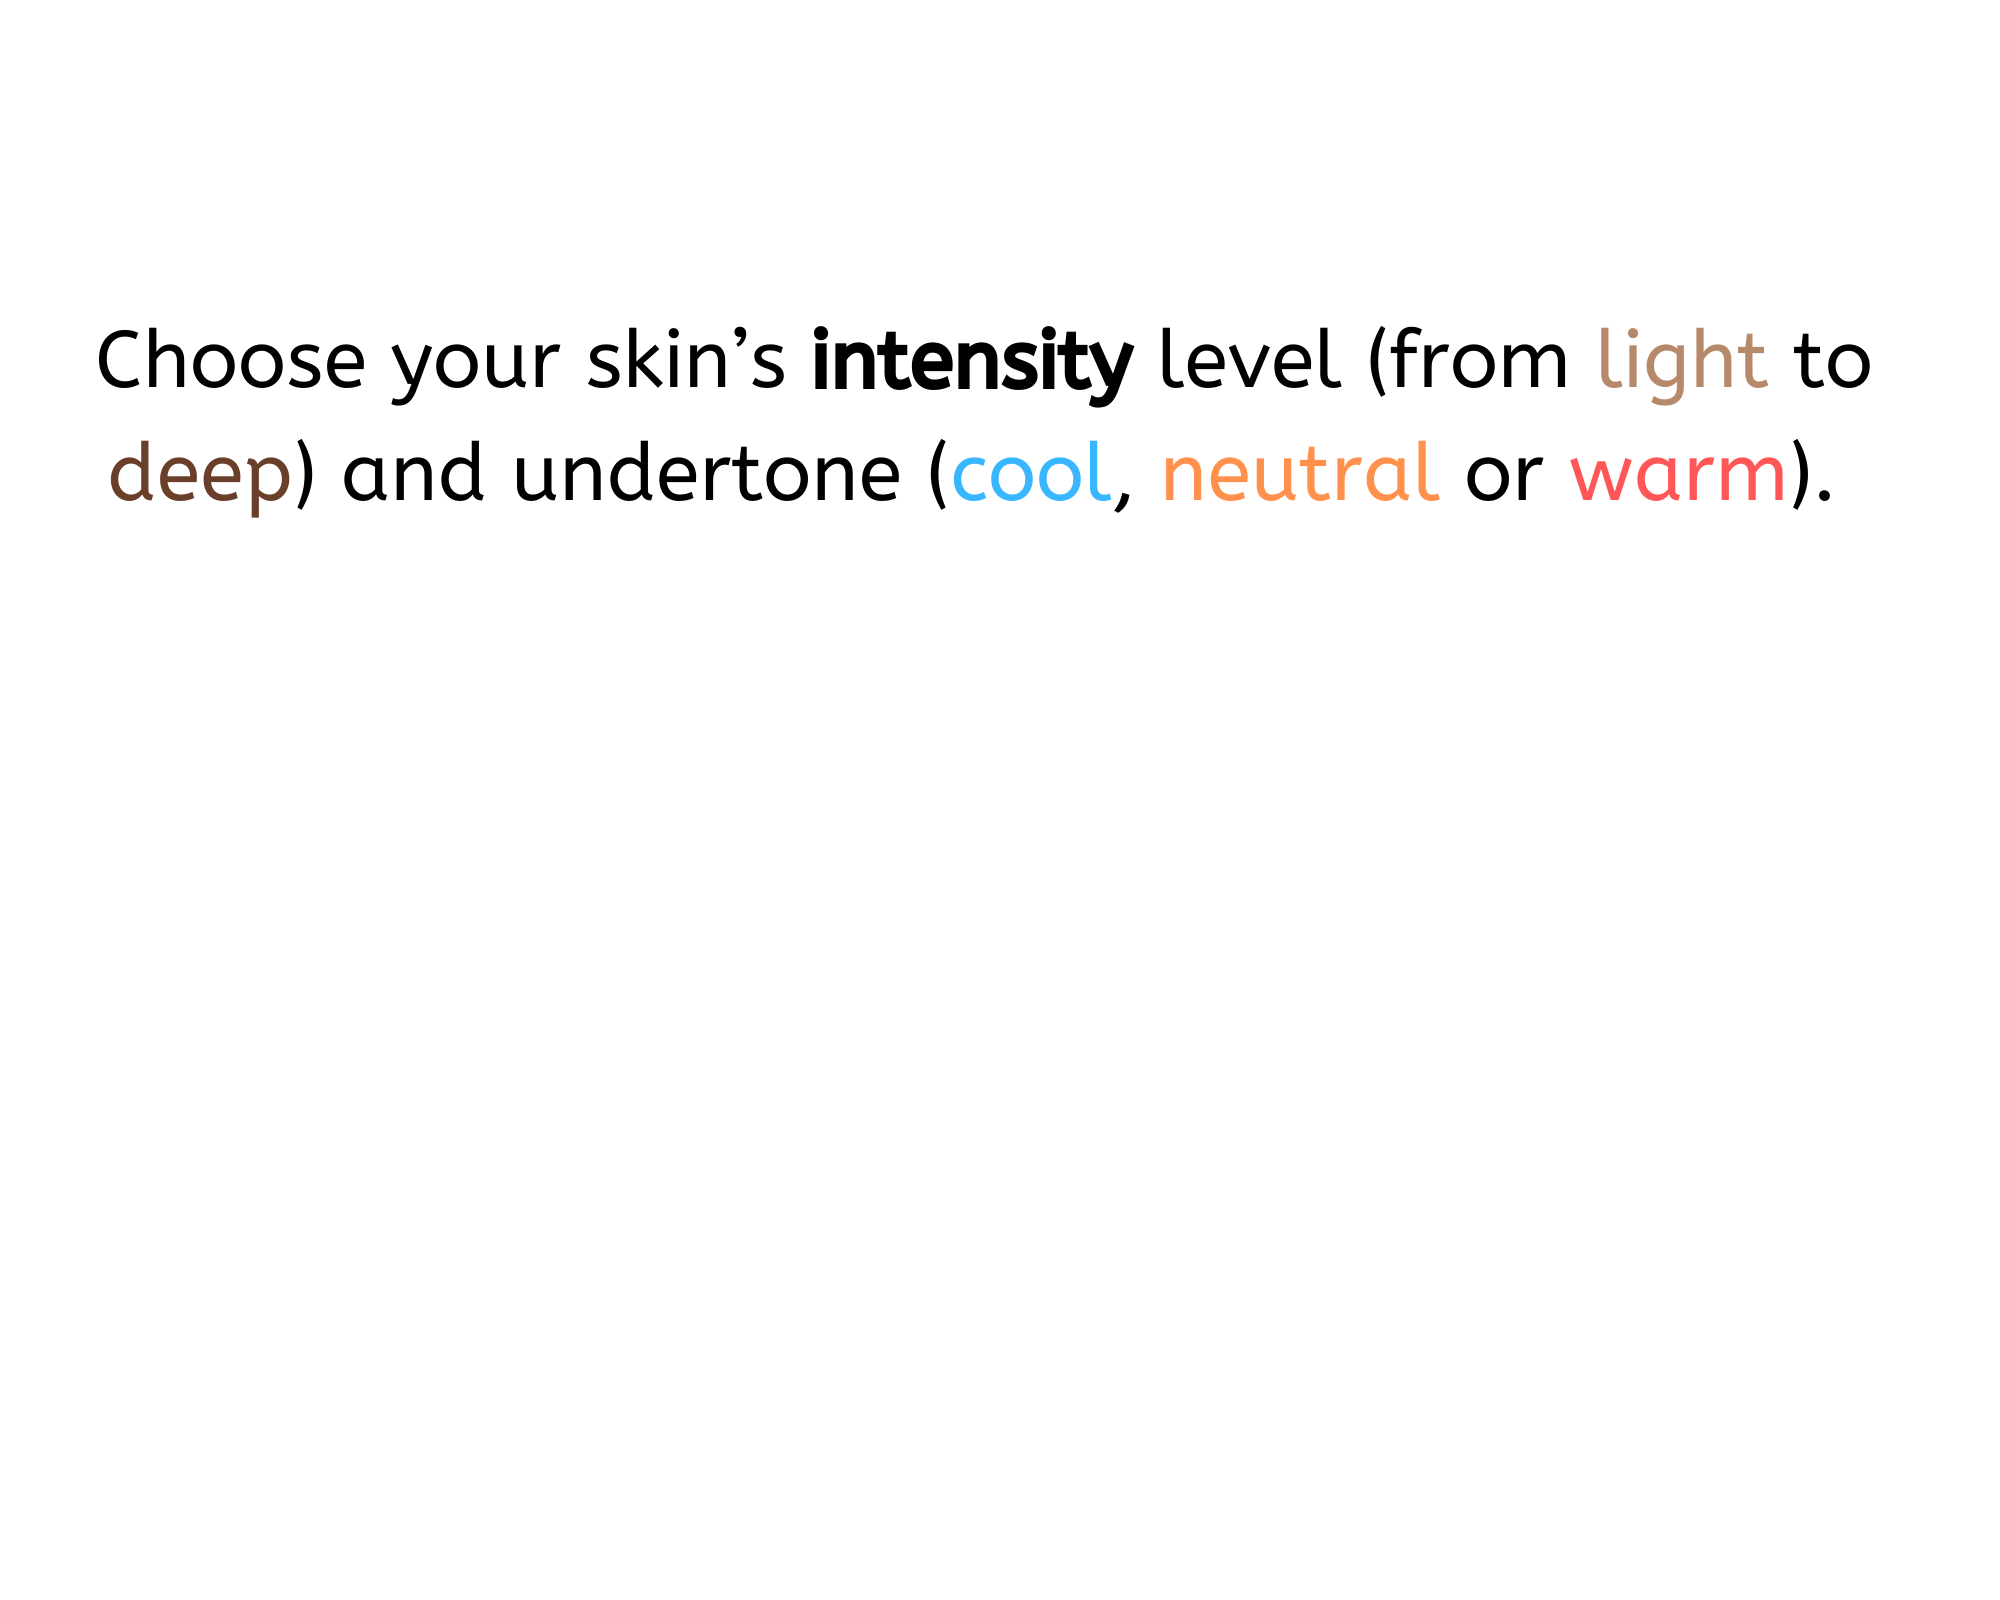 Choose your skin’s intensity level (from light to
deep) and undertone (cool, neutral or warm).